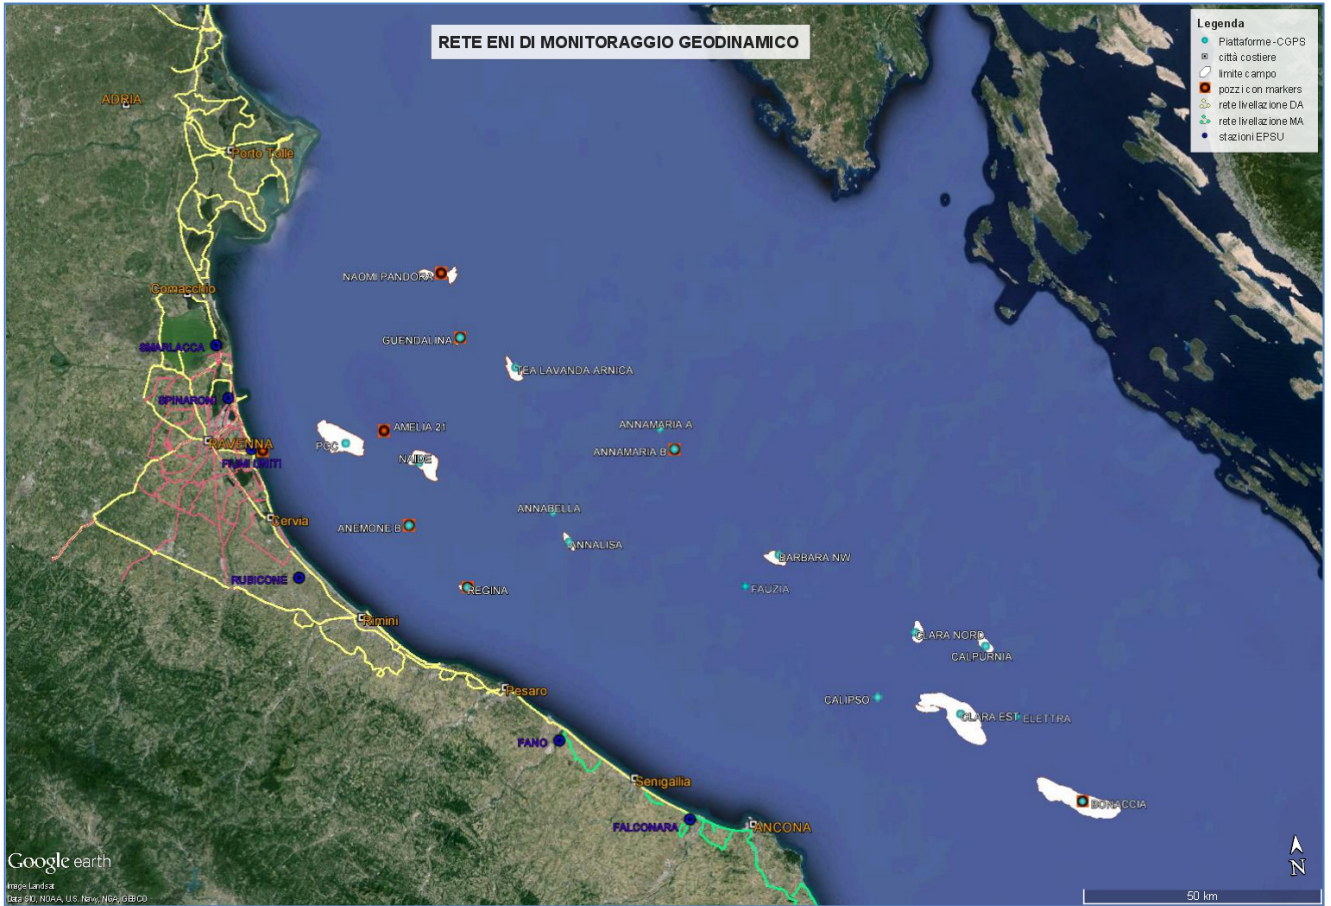 RETE ENI DI MONITORAGGIO GEODINAMICO
Legenda
Piattaforme-CGPS
città costiere
limite campo
pozzi con markers
rete livellazione DA
rete livellazione MA
stazioni EPSU
ADRIA
Porto Tolle
NAOMI PANDORA
Comacchio
GUENDALINA
SMARLACCA
TEA LAVANDA ARNICA
SPINARONI
ANNAMARIA A
AMELIA 21
RAVENNA
PCC
ANNAMARIA B
NAIDE
ANNABELLA
Cervia
ANEMONE B
ANNALISA
BARBARA NW
RUBICONE
REGINA
FAUZIA
Rimini
CLARA NORD
CALPURNIA
Pesaro
CALIPSO
CLARA EST
ELETTRA
FANO
Senigallia
BONACCIA
FALCONARA
ANCONA
Google earth
Image Landsat
Data SIO, NOAA, U.S. Navy, NGA, GEBCO
N
50 km